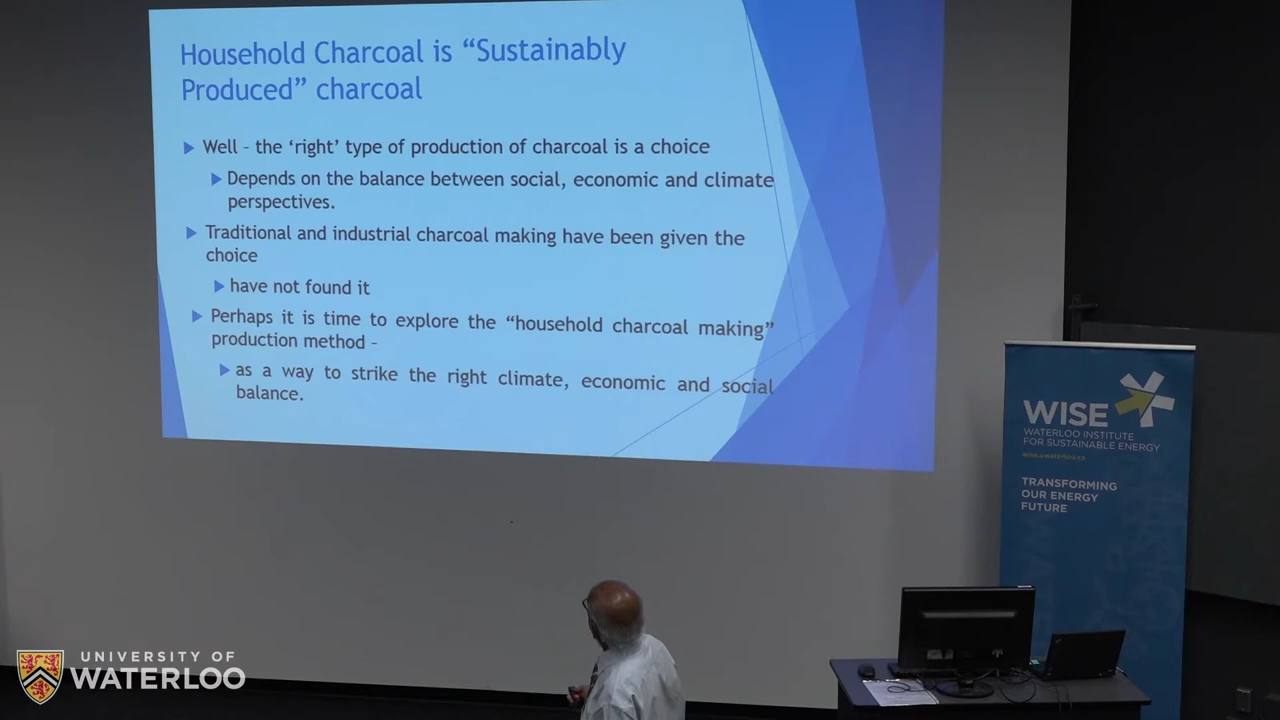 Household Charcoal is “Sustainably
Produced” charcoal
Well – the ‘right’ type of production of charcoal is a choice
Depends on the balance between social, economic and climate
perspectives.
Traditional and industrial charcoal making have been given the
choice
have not found it
Perhaps it is time to explore the “household charcoal making”
production method –
as a way to strike the right climate, economic and social
balance.
WISE
WATERLOO INSTITUTE
FOR SUSTAINABLE ENERGY
wise.uwaterloo.ca
TRANSFORMING
OUR ENERGY
FUTURE
UNIVERSITY OF
WATERLOO